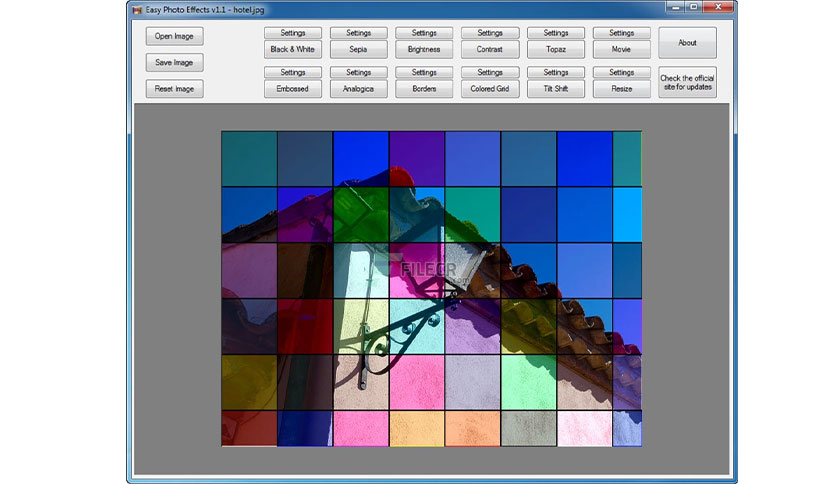 Easy Photo Effects v1.1 - hotel.jpg
Open Image
Save Image
Reset Image
Settings Settings Settings Settings Settings Settings
Black & White Sepia Brightness Contrast Topaz Movie
About
Settings Settings Settings Settings Settings Settings
Embossed Analogica Borders Colored Grid Tilt Shift Resize
Check the official
site for updates
FILECR
.com